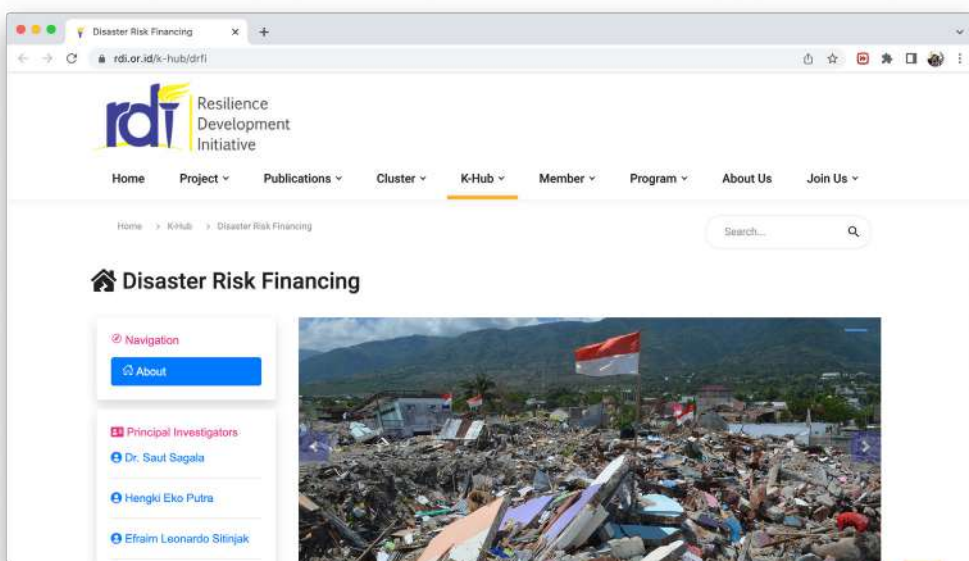 Disaster Risk Financing
rdi.or.id/k-hub/drfi
rdi
Resilience
Development
Initiative
Home Project Publications Cluster K-Hub Member Program About Us Join Us
Home > K-Hub > Disaster Risk Financing
Search...
Disaster Risk Financing
Navigation
About
Principal Investigators
Dr. Saut Sagala
Hengki Eko Putra
Efraim Leonardo Sitinjak